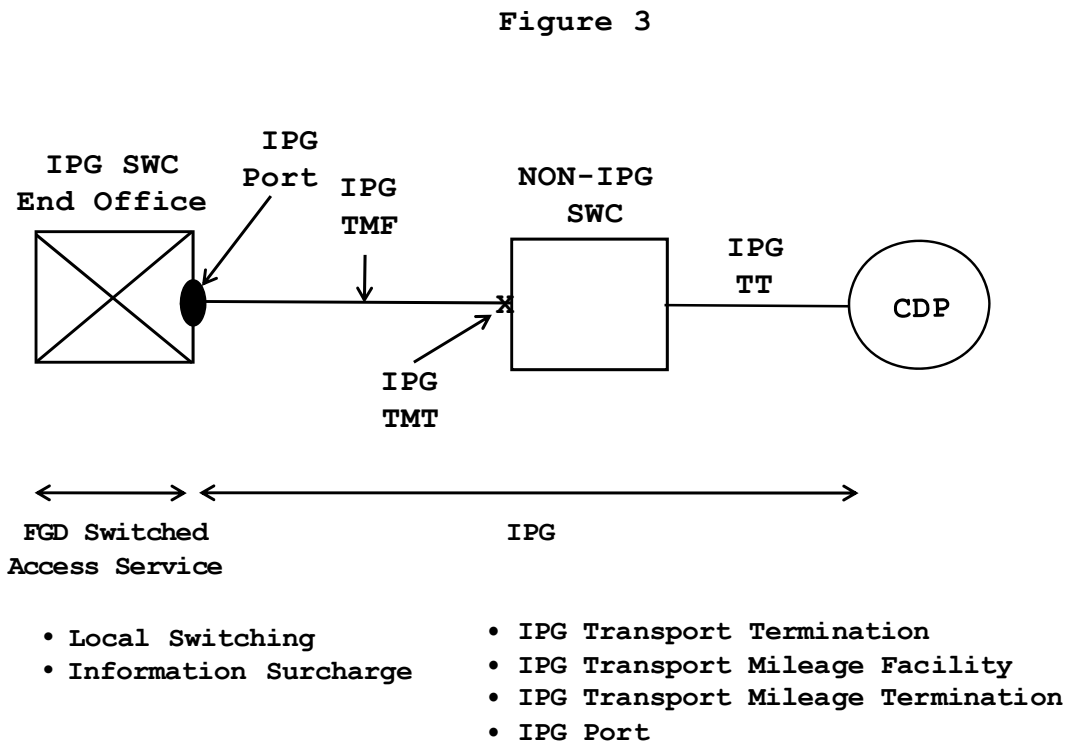 Figure 3
IPG SWC
End Office
IPG
Port
IPG
TMF
NON-IPG
SWC
IPG
TT
CDP
X
IPG
TMT
FGD Switched
Access Service
IPG
• Local Switching
• Information Surcharge
• IPG Transport Termination
• IPG Transport Mileage Facility
• IPG Transport Mileage Termination
• IPG Port